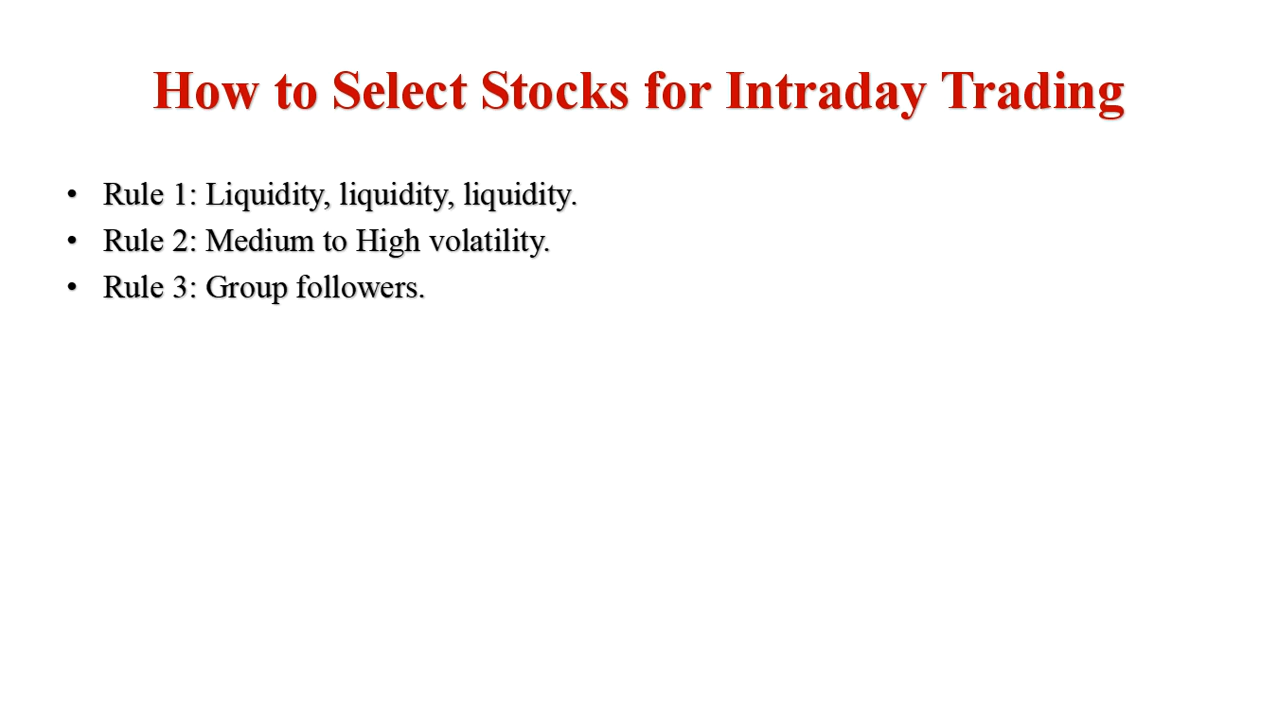 How to Select Stocks for Intraday Trading
• Rule 1: Liquidity, liquidity, liquidity.
• Rule 2: Medium to High volatility.
• Rule 3: Group followers.